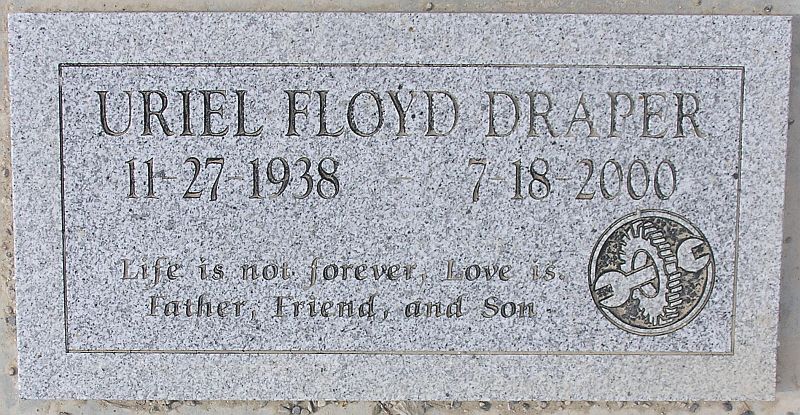 URIEL FLOYD DRAPER
11-27-1938 - 7-18-2000
Life is not forever, Love is.
Father, Friend, and Son